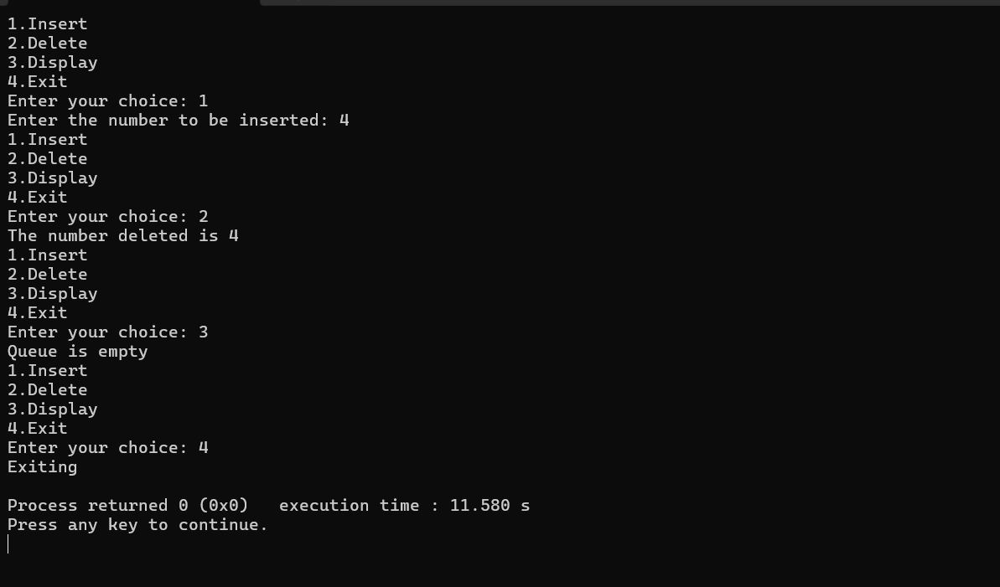 1.Insert
2.Delete
3.Display
4.Exit
Enter your choice: 1
Enter the number to be inserted: 4
1.Insert
2.Delete
3.Display
4.Exit
Enter your choice: 2
The number deleted is 4
1.Insert
2.Delete
3.Display
4.Exit
Enter your choice: 3
Queue is empty
1.Insert
2.Delete
3.Display
4.Exit
Enter your choice: 4
Exiting
Process returned 0 (0x0)   execution time : 11.580 s
Press any key to continue.